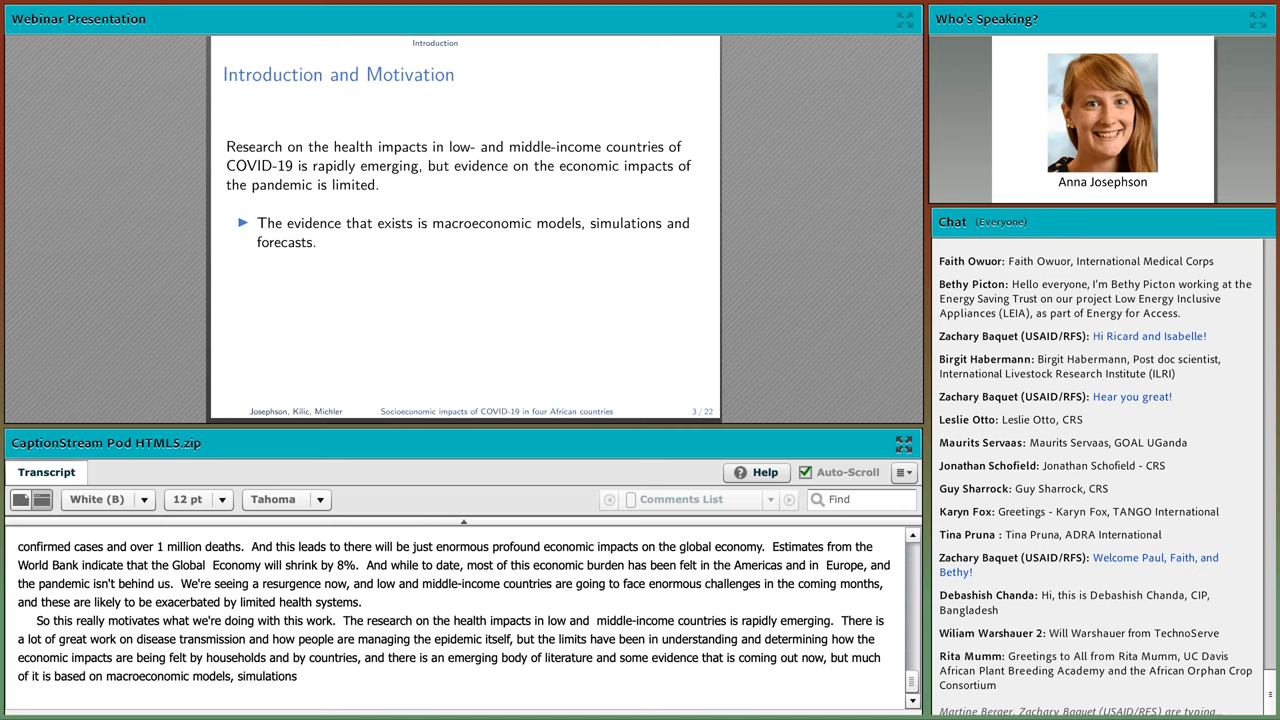 Webinar Presentation
Introduction
Introduction and Motivation
Research on the health impacts in low- and middle-income countries of
COVID-19 is rapidly emerging, but evidence on the economic impacts of
the pandemic is limited.
The evidence that exists is macroeconomic models, simulations and
forecasts.
Josephson, Kilic, Michler Socioeconomic impacts of COVID-19 in four African countries 3 / 22
Who's Speaking?
Anna Josephson
Chat (Everyone)
Faith Owuor: Faith Owuor, International Medical Corps
Bethy Picton: Hello everyone, I'm Bethy Picton working at the
Energy Saving Trust on our project Low Energy Inclusive
Appliances (LEIA), as part of Energy for Access.
Zachary Baquet (USAID/RFS): Hi Ricard and Isabelle!
Birgit Habermann: Birgit Habermann, Post doc scientist,
International Livestock Research Institute (ILRI)
Zachary Baquet (USAID/RFS): Hear you great!
Leslie Otto: Leslie Otto, CRS
Maurits Servaas: Maurits Servaas, GOAL UGanda
Jonathan Schofield: Jonathan Schofield - CRS
Guy Sharrock: Guy Sharrock, CRS
Karyn Fox: Greetings - Karyn Fox, TANGO International
Tina Pruna : Tina Pruna, ADRA International
Zachary Baquet (USAID/RFS): Welcome Paul, Faith, and
Bethy!
Debashish Chanda: Hi, this is Debashish Chanda, CIP,
Bangladesh
Wiliam Warshauer 2: Will Warshauer from TechnoServe
Rita Mumm: Greetings to All from Rita Mumm, UC Davis
African Plant Breeding Academy and the African Orphan Crop
Consortium
Martine Berger, Zachary Baquet (USAID/RFS) are typing...
CaptionStream Pod HTML5.zip
Transcript Help Auto-Scroll
White (B) 12 pt Tahoma Comments List Find
confirmed cases and over 1 million deaths. And this leads to there will be just enormous profound economic impacts on the global economy. Estimates from the
World Bank indicate that the Global Economy will shrink by 8%. And while to date, most of this economic burden has been felt in the Americas and in Europe, and
the pandemic isn't behind us. We're seeing a resurgence now, and low and middle-income countries are going to face enormous challenges in the coming months,
and these are likely to be exacerbated by limited health systems.
So this really motivates what we're doing with this work. The research on the health impacts in low and middle-income countries is rapidly emerging. There is
a lot of great work on disease transmission and how people are managing the epidemic itself, but the limits have been in understanding and determining how the
economic impacts are being felt by households and by countries, and there is an emerging body of literature and some evidence that is coming out now, but much
of it is based on macroeconomic models, simulations